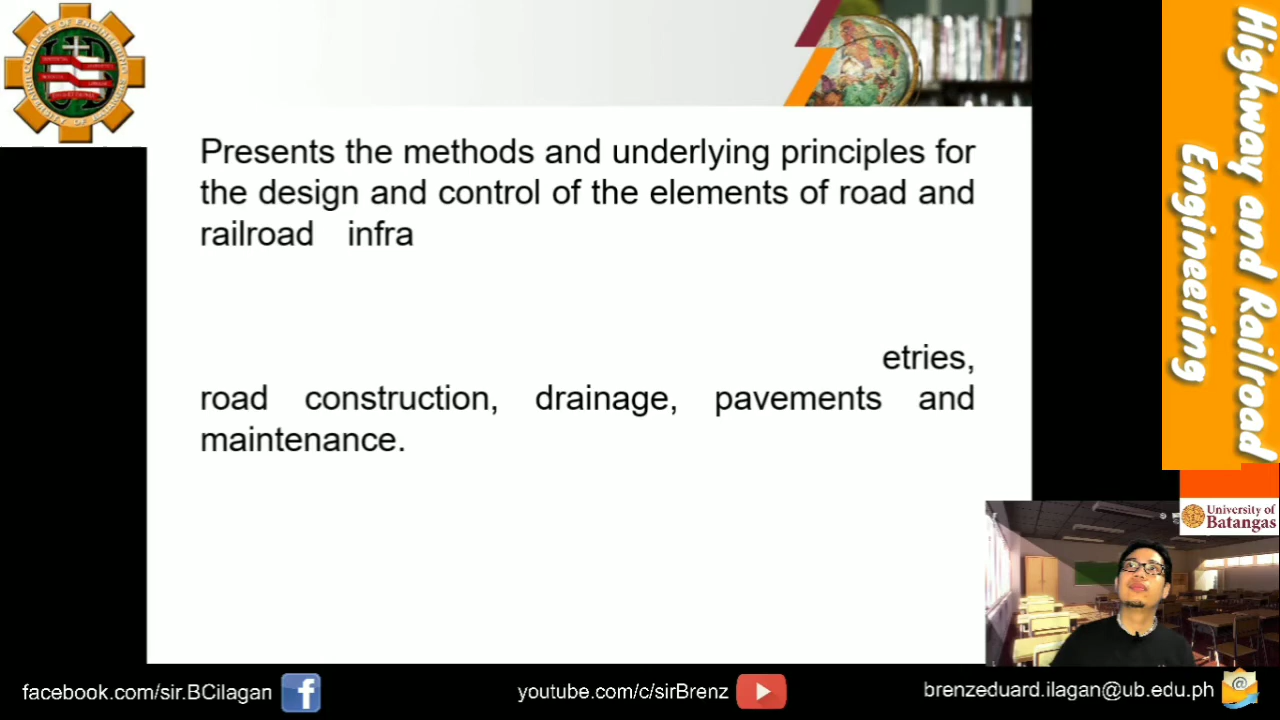 Presents the methods and underlying principles for
the design and control of the elements of road and
railroad infra
etries,
road construction, drainage, pavements and
maintenance.
Highway and Railroad
Engineering
University of
Batangas
facebook.com/sir.BCilagan
youtube.com/c/sirBrenz
brenzeduard.ilagan@ub.edu.ph